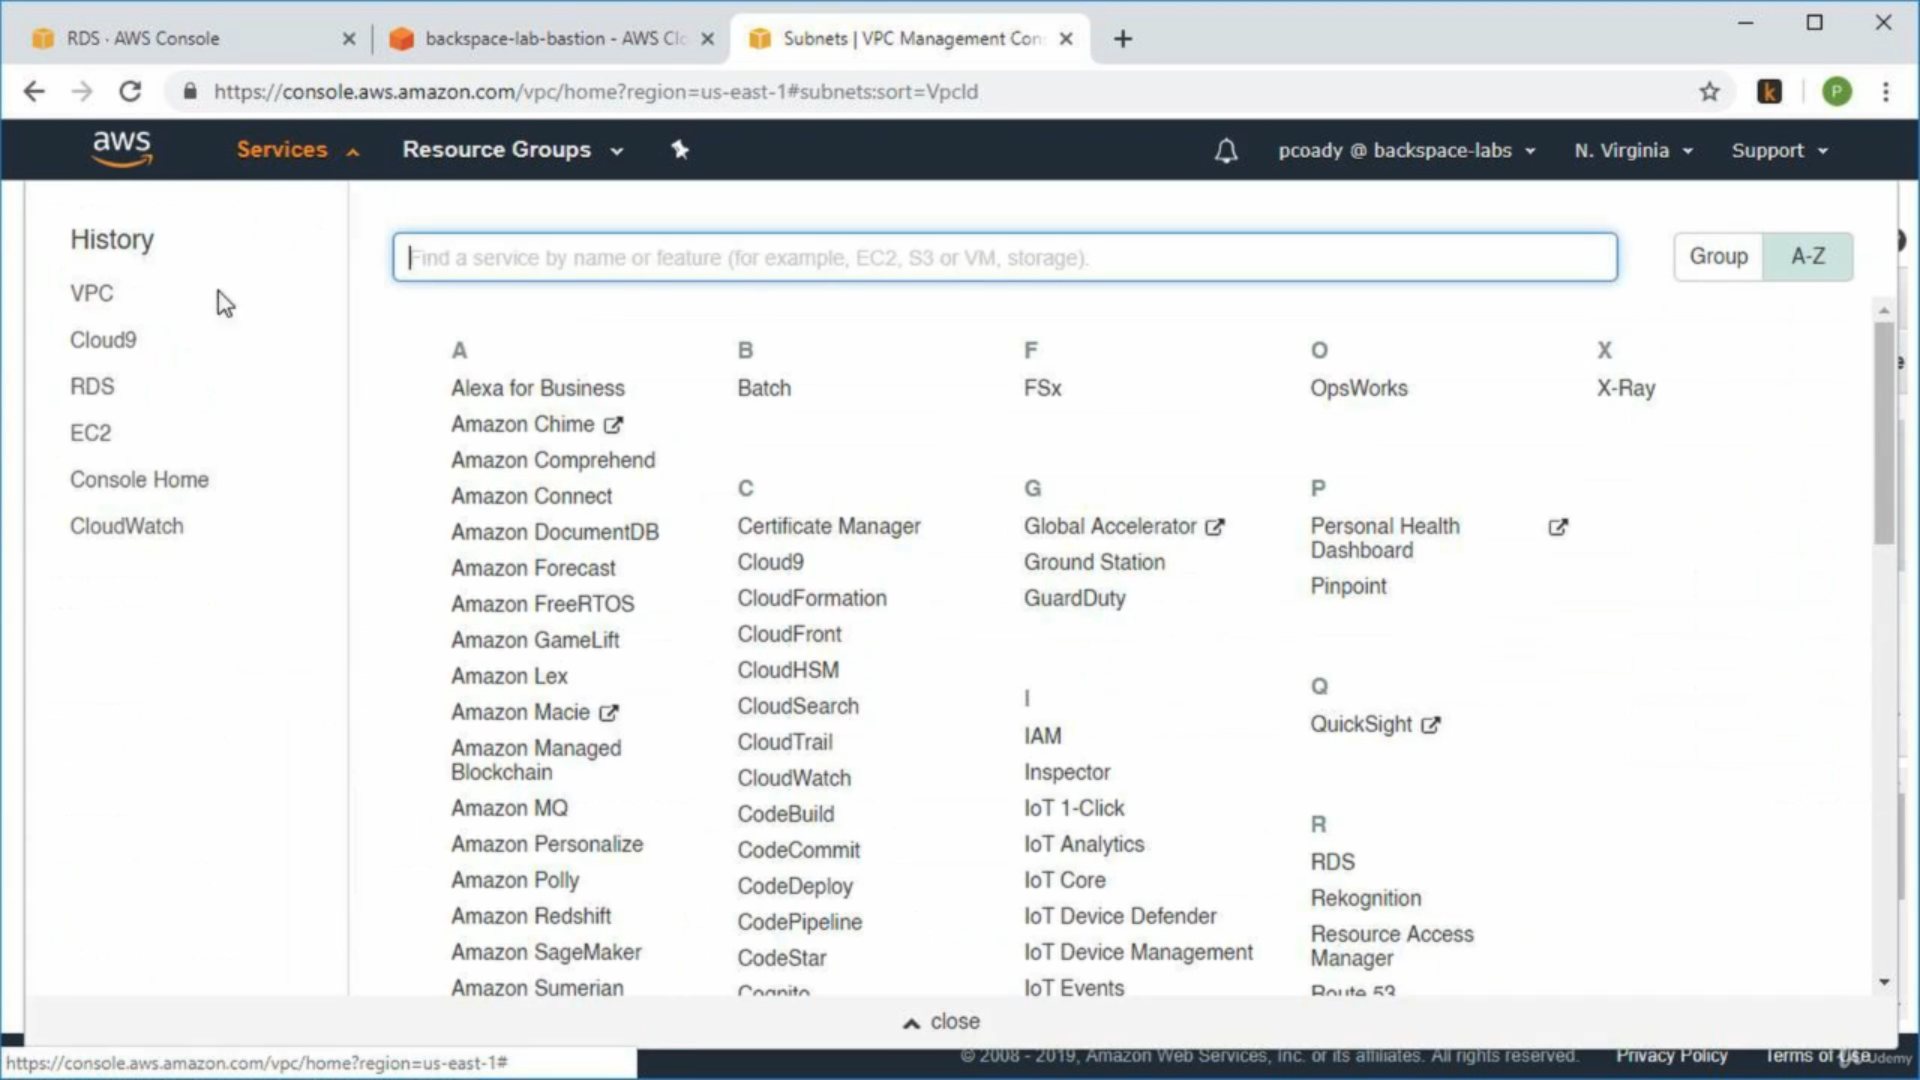 RDS · AWS Console
backspace-lab-bastion - AWS Clo
Subnets | VPC Management Con
https://console.aws.amazon.com/vpc/home?region=us-east-1#subnets:sort=VpcId
k
P
aws
Services
Resource Groups
pcoady @ backspace-labs
N. Virginia
Support
History
VPC
Cloud9
RDS
EC2
Console Home
CloudWatch
Find a service by name or feature (for example, EC2, S3 or VM, storage).
Group
A-Z
A
Alexa for Business
Amazon Chime
Amazon Comprehend
Amazon Connect
Amazon DocumentDB
Amazon Forecast
Amazon FreeRTOS
Amazon GameLift
Amazon Lex
Amazon Macie
Amazon Managed
Blockchain
Amazon MQ
Amazon Personalize
Amazon Polly
Amazon Redshift
Amazon SageMaker
Amazon Sumerian
B
Batch
C
Certificate Manager
Cloud9
CloudFormation
CloudFront
CloudHSM
CloudSearch
CloudTrail
CloudWatch
CodeBuild
CodeCommit
CodeDeploy
CodePipeline
CodeStar
Cognito
F
FSx
G
Global Accelerator
Ground Station
GuardDuty
I
IAM
Inspector
IoT 1-Click
IoT Analytics
IoT Core
IoT Device Defender
IoT Device Management
IoT Events
O
OpsWorks
P
Personal Health
Dashboard
Pinpoint
Q
QuickSight
R
RDS
Rekognition
Resource Access
Manager
Route 53
X
X-Ray
close
https://console.aws.amazon.com/vpc/home?region=us-east-1#
© 2008 - 2019, Amazon Web Services, Inc. or its affiliates. All rights reserved.
Privacy Policy
Terms of Use
Udemy